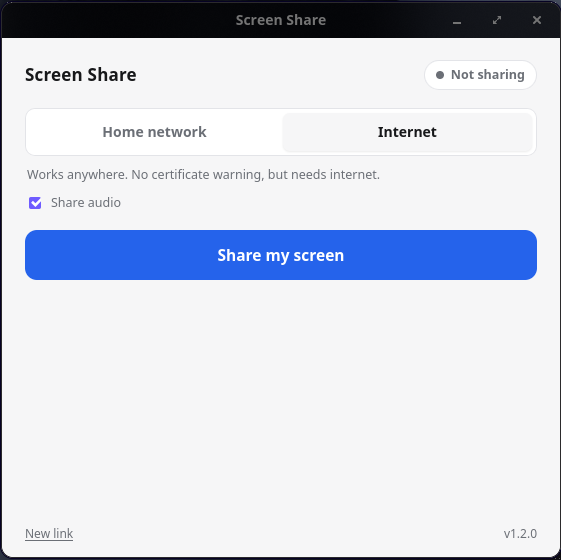 Screen Share
Screen Share
Not sharing
Home network
Internet
Works anywhere. No certificate warning, but needs internet.
Share audio
Share my screen
New link
v1.2.0